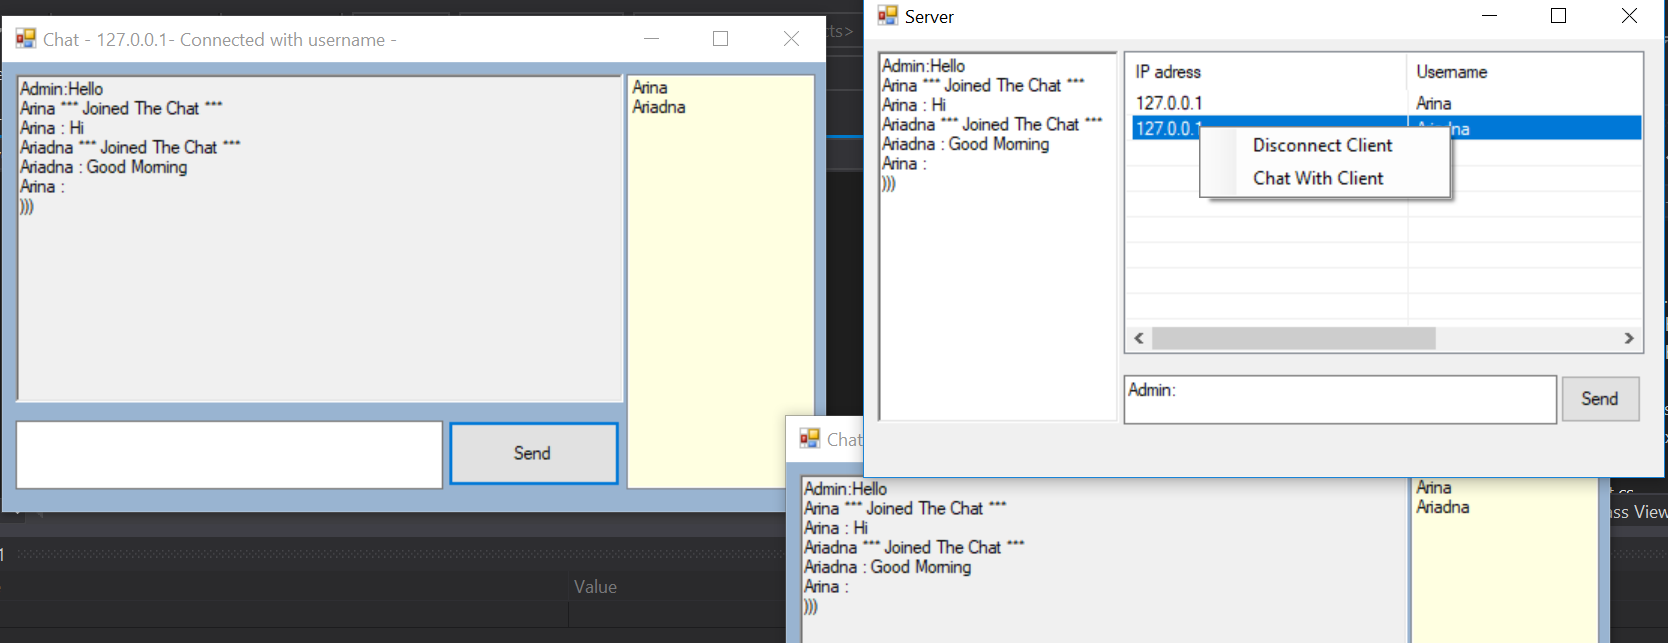 Chat - 127.0.0.1- Connected with username -
Admin:Hello
Arina *** Joined The Chat ***
Arina : Hi
Ariadna *** Joined The Chat ***
Ariadna : Good Morning
Arina :
)))
Arina
Ariadna
Send
Server
Admin:Hello
Arina *** Joined The Chat ***
Arina : Hi
Ariadna *** Joined The Chat ***
Ariadna : Good Morning
Arina :
)))
IP adress Username
127.0.0.1 Arina
127.0.0.1
Disconnect Client
Chat With Client
Admin:
Send
Chat
Admin:Hello
Arina *** Joined The Chat ***
Arina : Hi
Ariadna *** Joined The Chat ***
Ariadna : Good Morning
Arina :
)))
Arina
Ariadna
View
Value